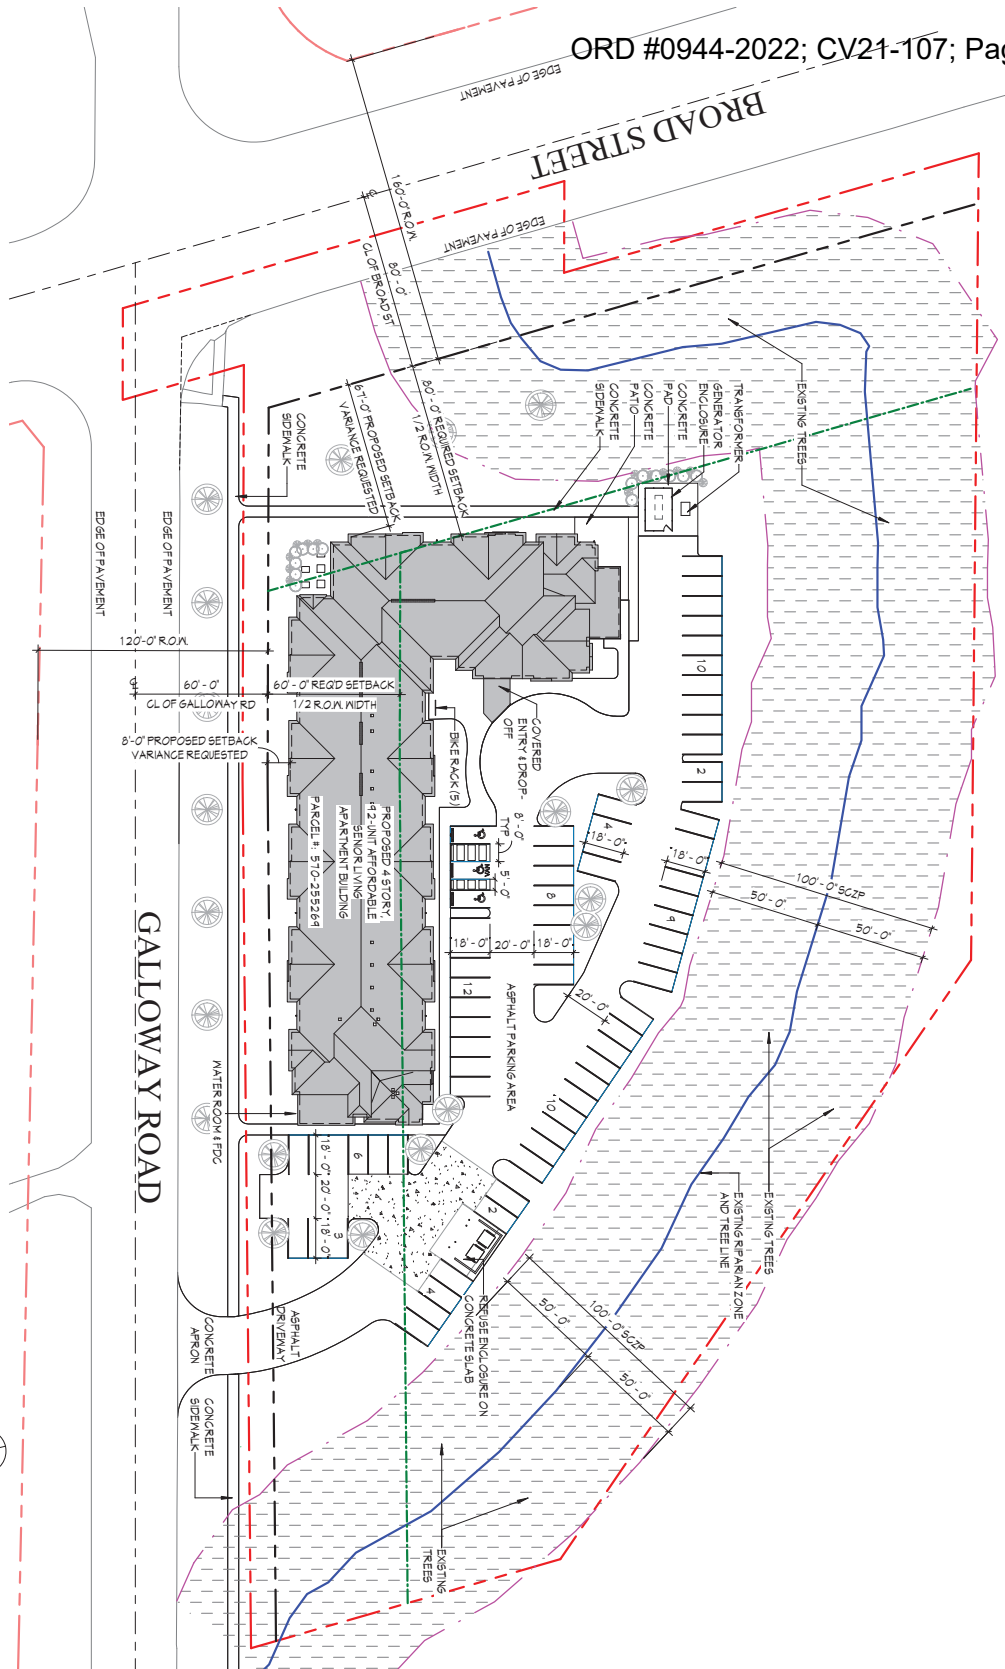 ORD #0944-2022; CV21-107; Pag
EDGE OF PAVEMENT
BROAD STREET
EDGE OF PAVEMENT
160'-0" R.O.W.
80'-0"
CL OF BROAD ST
80'-0" REQUIRED SETBACK
1/2 R.O.W. WIDTH
67'-0" PROPOSED SETBACK
VARIANCE REQUESTED
CONCRETE
SIDEWALK
EXISTING TREES
TRANSFORMER
GENERATOR
ENCLOSURE
CONCRETE
PAD
CONCRETE
PATIO
CONCRETE
SIDEWALK
EDGE OF PAVEMENT
EDGE OF PAVEMENT
120'-0" R.O.W.
60'-0"
CL OF GALLOWAY RD
60'-0" REQ'D SETBACK
1/2 R.O.W. WIDTH
8'-0" PROPOSED SETBACK
VARIANCE REQUESTED
BIKE RACK (5)
COVERED
ENTRY & DROP-
OFF
10
2
PROPOSED 4 STORY,
92-UNIT AFFORDABLE
SENIOR LIVING
APARTMENT BUILDING
PARCEL #: 570-255269
8'-0"
TYP.
5'-0"
4
18'-0"
8
18'-0"
9
100'-0" SCZP
50'-0"
50'-0"
18'-0"
20'-0"
18'-0"
12
ASPHALT PARKING AREA
20'-0"
10
GALLOWAY ROAD
WATER ROOM & FDC
18'-0"
20'-0"
18'-0"
6
3
2
4
EXISTING TREES
EXISTING RIPARIAN ZONE
AND TREE LINE
REFUSE ENCLOSURE ON
CONCRETE SLAB
100'-0" SCZP
50'-0"
50'-0"
ASPHALT
DRIVEWAY
CONCRETE
APRON
CONCRETE
SIDEWALK
EXISTING
TREES